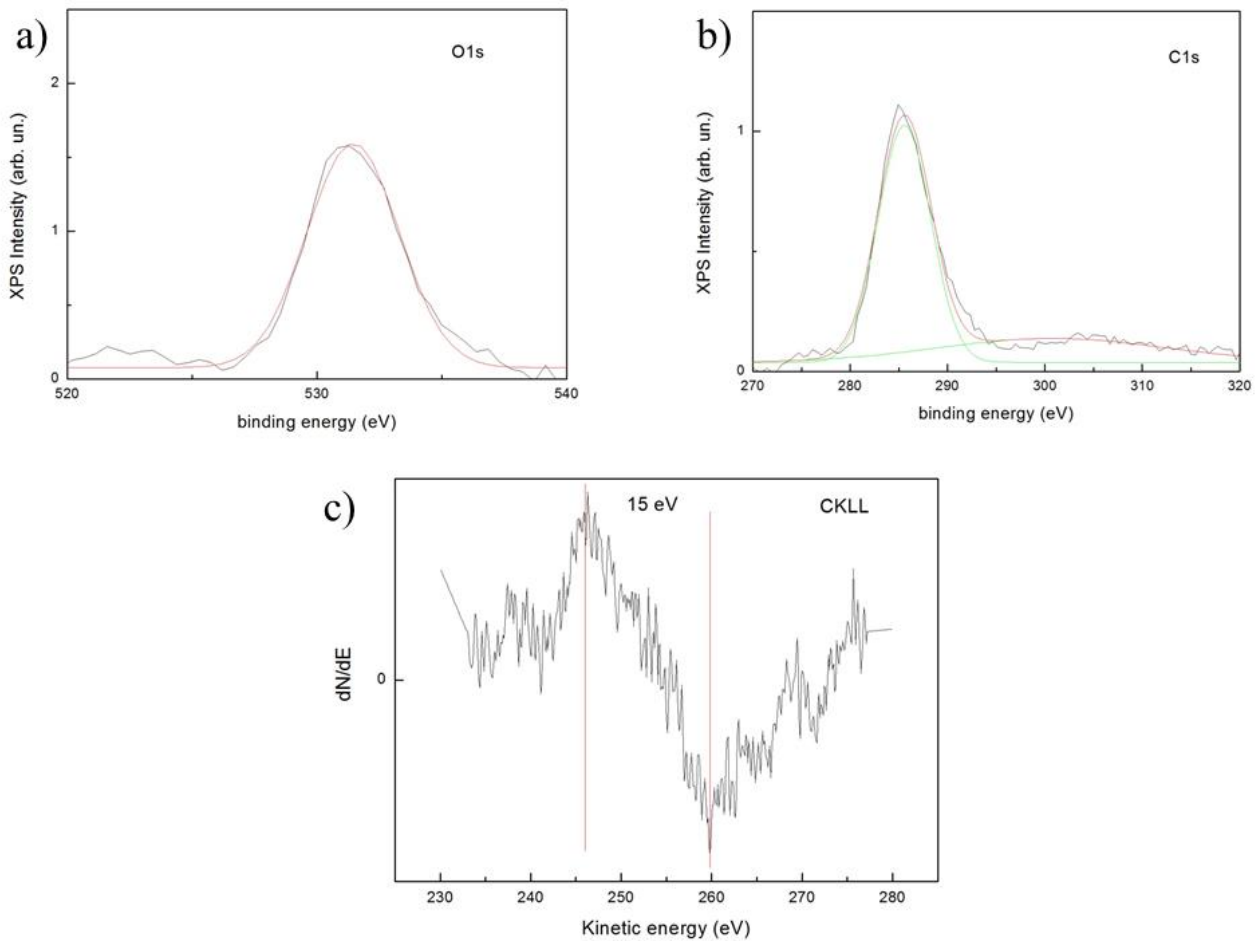 a)
O1s
XPS Intensity (arb. un.)
2
1
0
520
530
540
binding energy (eV)
b)
C1s
XPS Intensity (arb. un.)
1
0
270
280
290
300
310
320
binding energy (eV)
c)
15 eV
CKLL
dN/dE
0
230
240
250
260
270
280
Kinetic energy (eV)